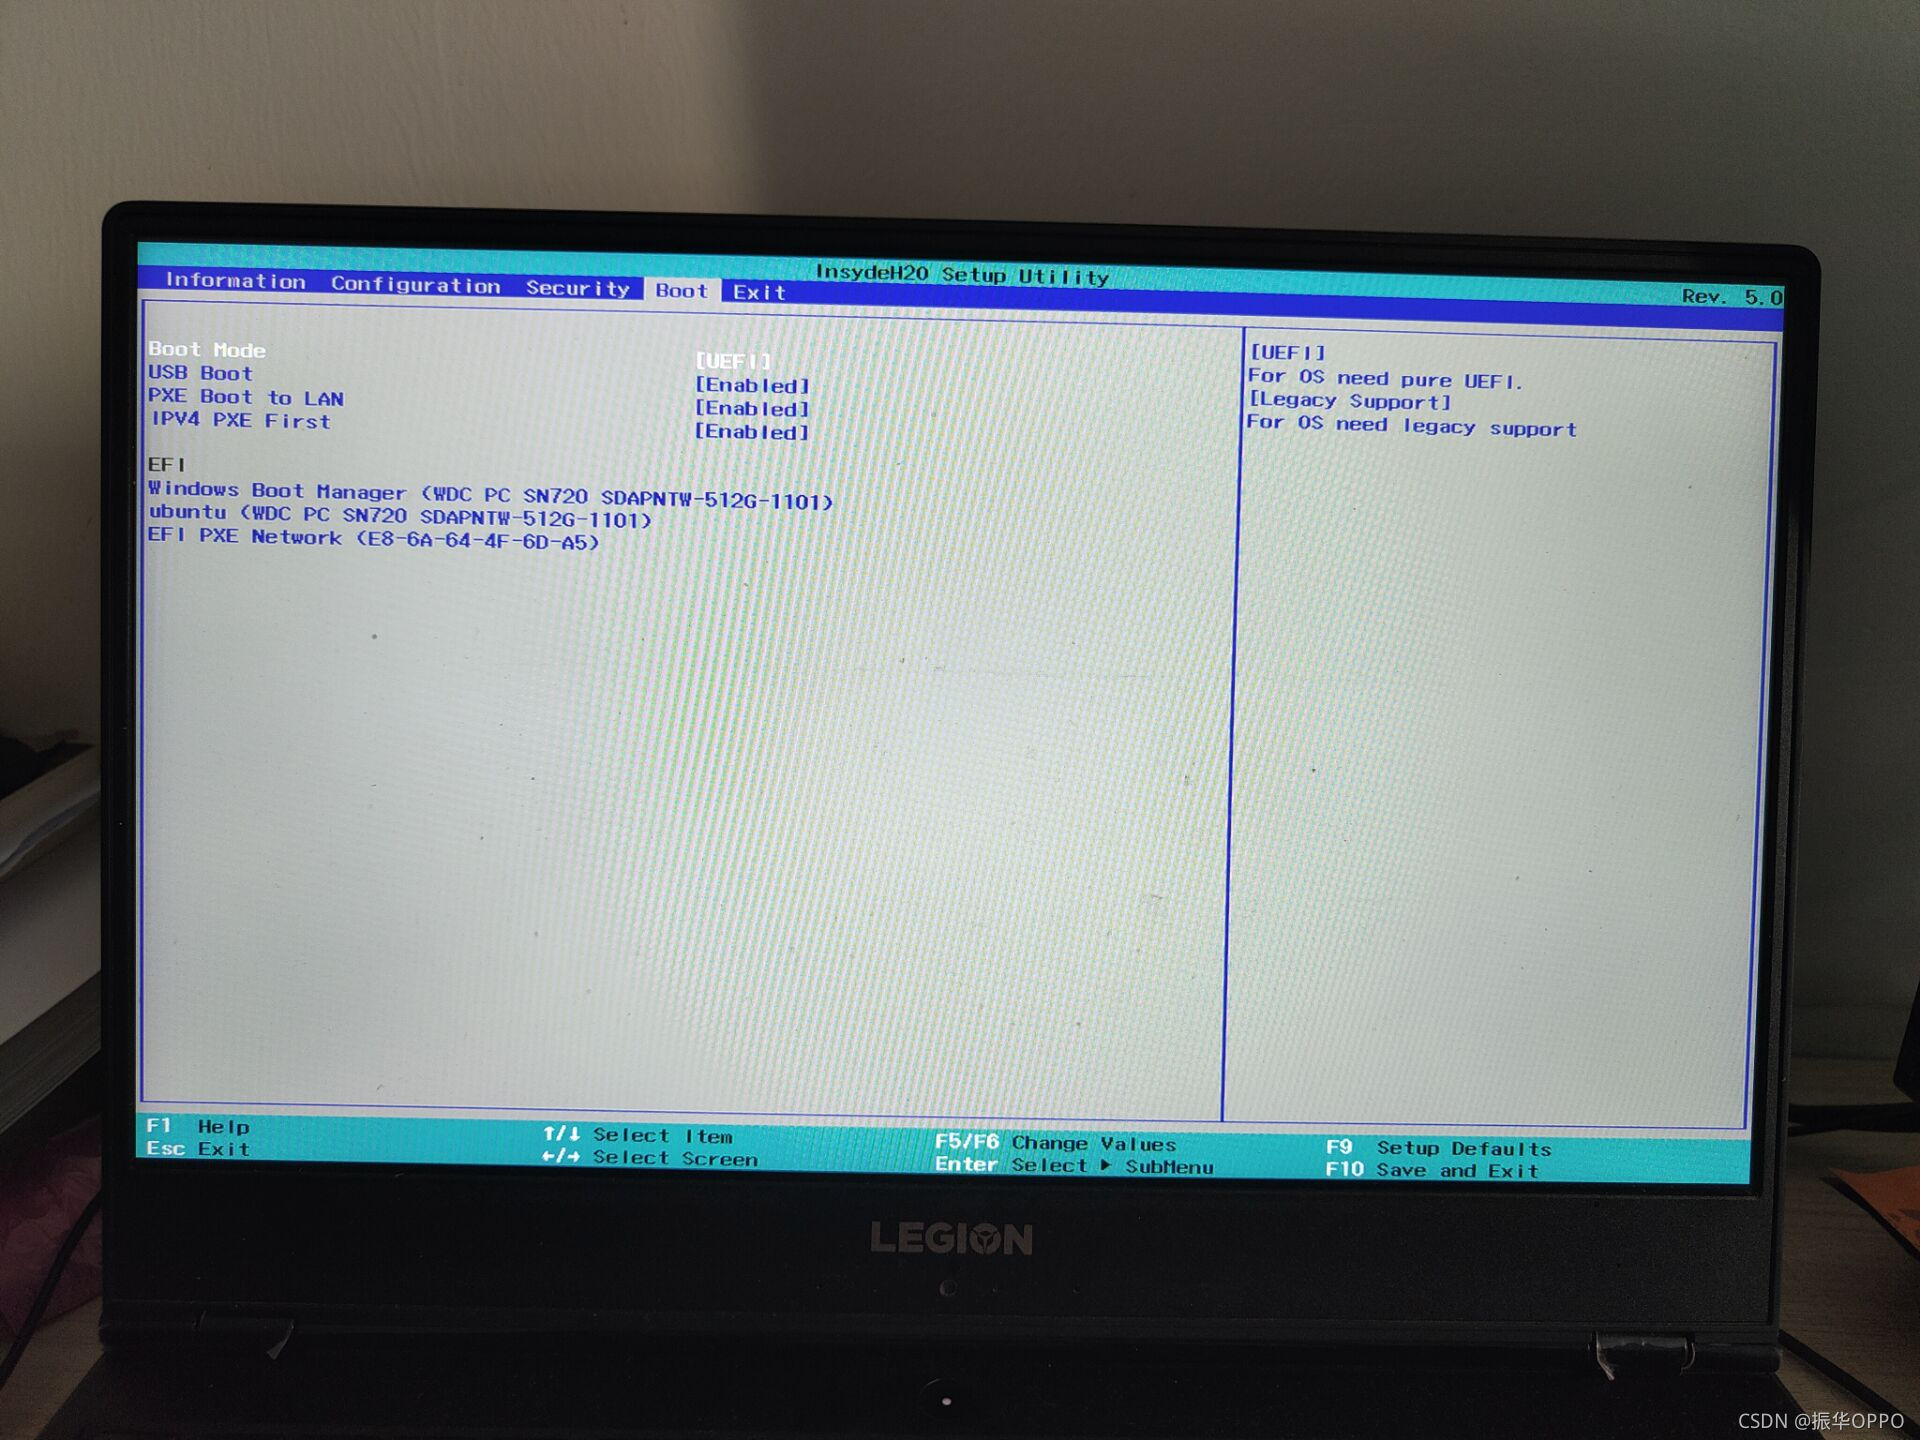 InsydeH20 Setup Utility
Rev. 5.0
Information Configuration Security Boot Exit
Boot Mode [UEFI]
USB Boot [Enabled]
PXE Boot to LAN [Enabled]
IPV4 PXE First [Enabled]
EFI
Windows Boot Manager (WDC PC SN720 SDAPNTW-512G-1101)
ubuntu (WDC PC SN720 SDAPNTW-512G-1101)
EFI PXE Network (E8-6A-64-4F-6D-A5)
[UEFI]
For OS need pure UEFI.
[Legacy Support]
For OS need legacy support
F1 Help ↑/↓ Select Item F5/F6 Change Values F9 Setup Defaults
Esc Exit ←/→ Select Screen Enter Select ▶ SubMenu F10 Save and Exit
LEGION
CSDN @振华OPPO